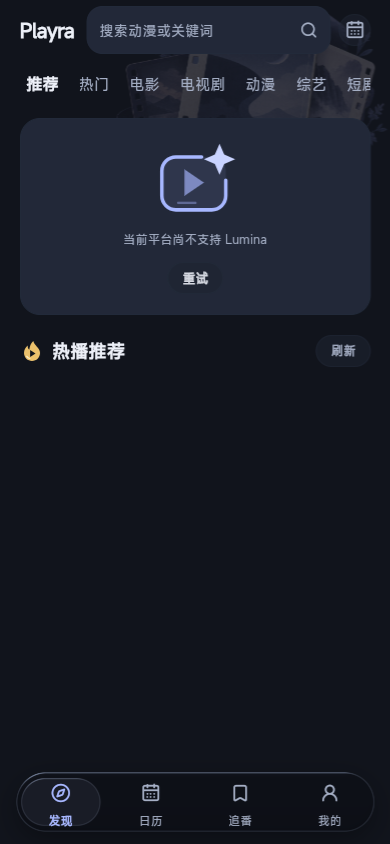 Playra
搜索动漫或关键词
推荐 热门 电影 电视剧 动漫 综艺 短剧
当前平台尚不支持 Lumina
重试
热播推荐
刷新
发现 日历 追番 我的